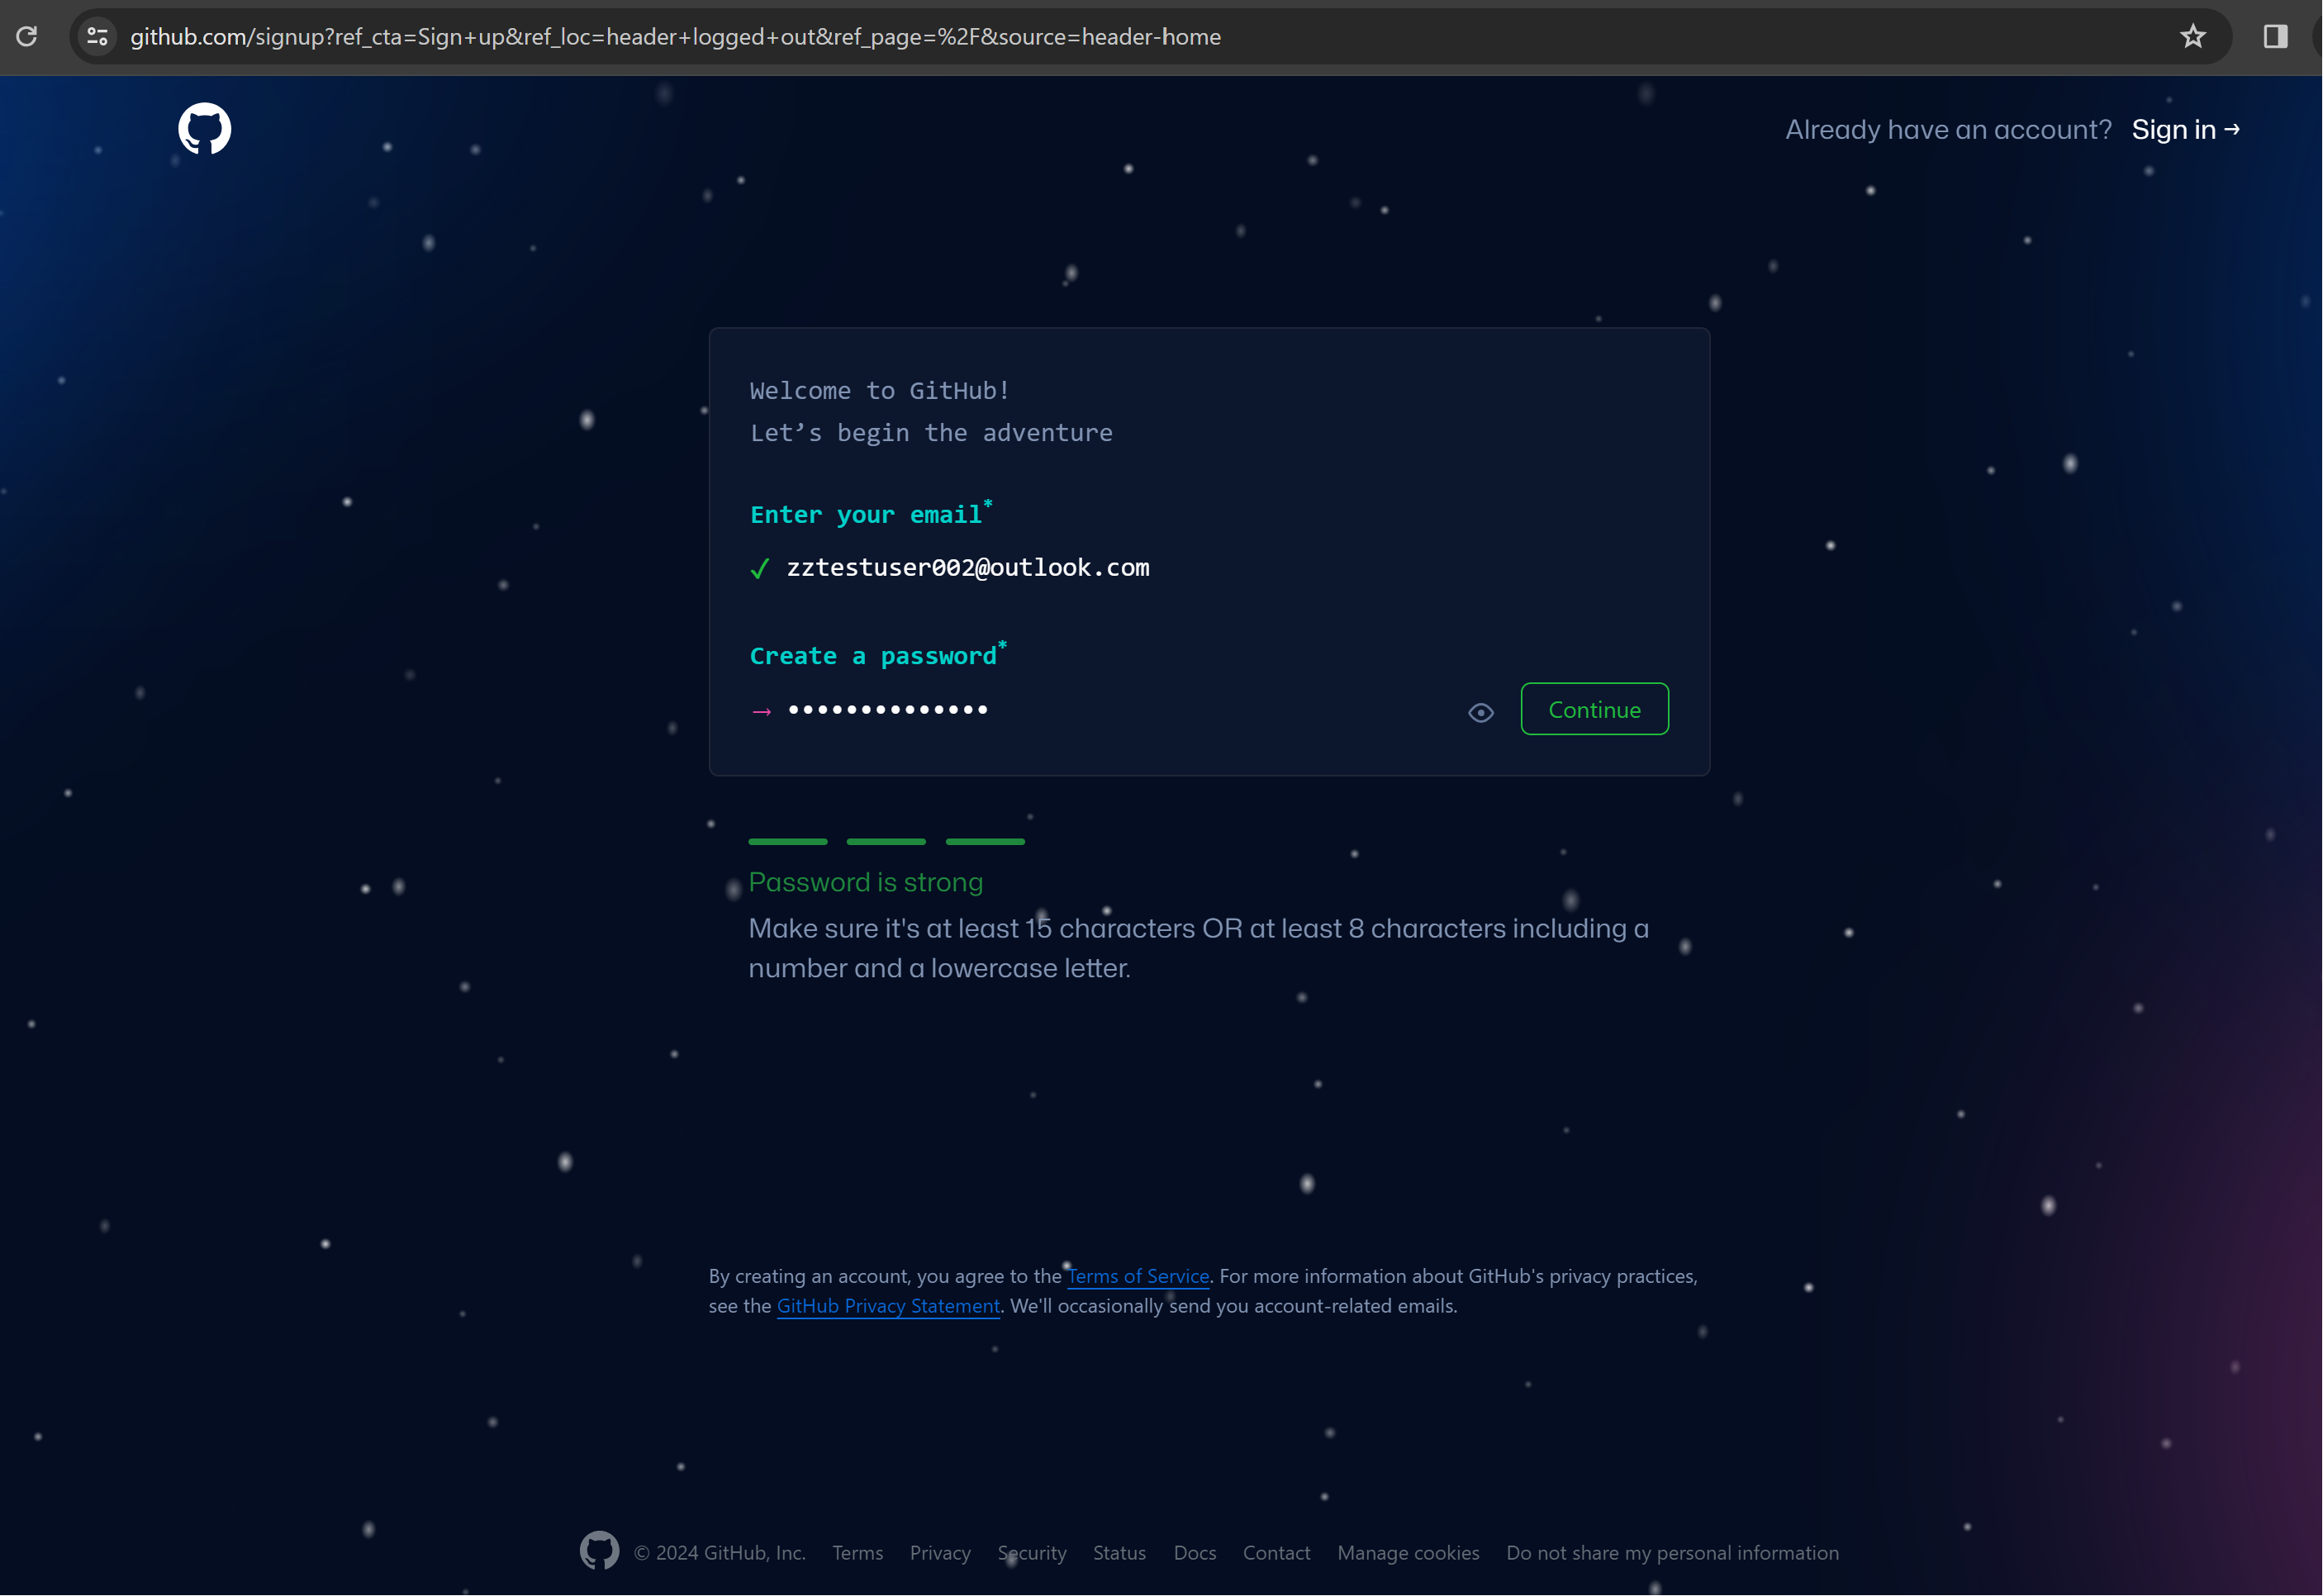 github.com/signup?ref_cta=Sign+up&ref_loc=header+logged+out&ref_page=%2F&source=header-home
Already have an account? Sign in →
Welcome to GitHub!
Let’s begin the adventure
Enter your email*
✓ zztestuser002@outlook.com
Create a password*
→ ••••••••••••••
Continue
Password is strong
Make sure it's at least 15 characters OR at least 8 characters including a
number and a lowercase letter.
By creating an account, you agree to the Terms of Service. For more information about GitHub's privacy practices,
see the GitHub Privacy Statement. We'll occasionally send you account-related emails.
© 2024 GitHub, Inc. Terms Privacy Security Status Docs Contact Manage cookies Do not share my personal information